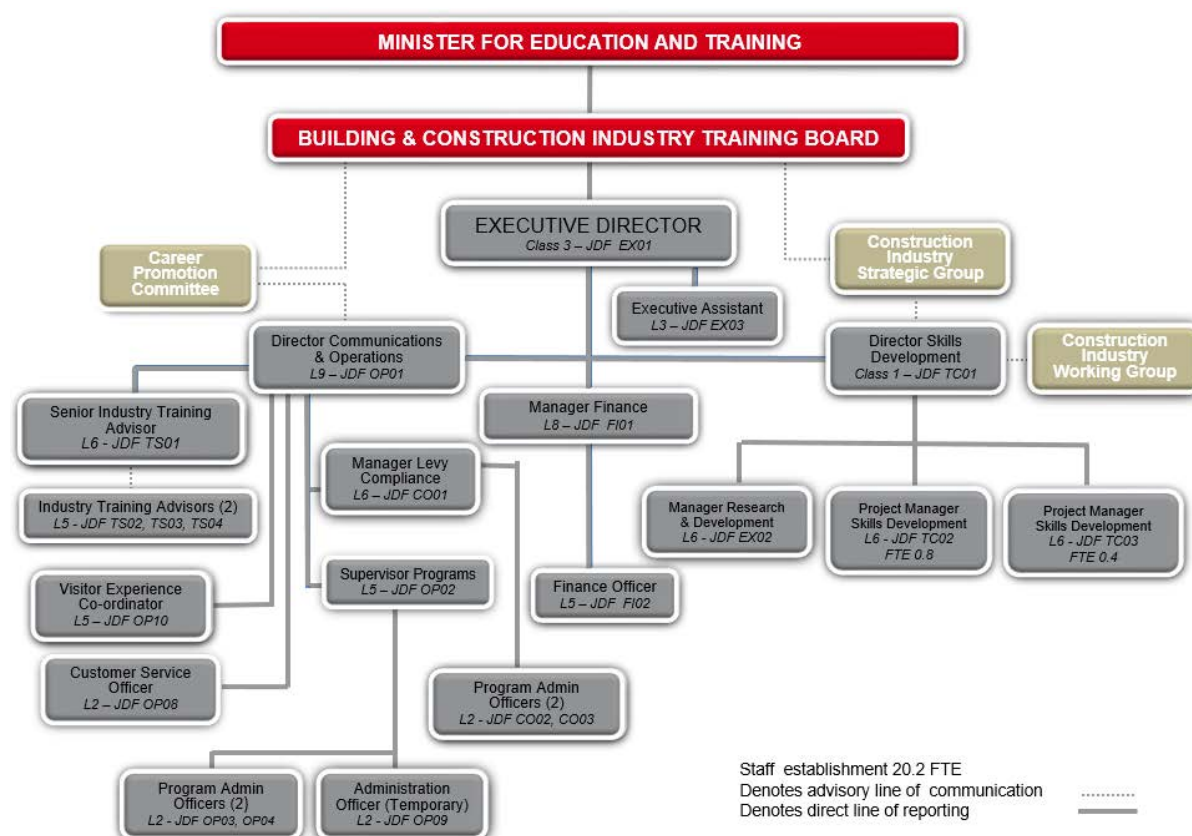 MINISTER FOR EDUCATION AND TRAINING
BUILDING & CONSTRUCTION INDUSTRY TRAINING BOARD
EXECUTIVE DIRECTOR
Class 3 – JDF EX01
Career
Promotion
Committee
Construction
Industry
Strategic Group
Executive Assistant
L3 – JDF EX03
Director Communications
& Operations
L9 – JDF OP01
Director Skills
Development
Class 1 – JDF TC01
Construction
Industry
Working Group
Senior Industry Training
Advisor
L6 - JDF TS01
Manager Finance
L8 – JDF FI01
Manager Levy
Compliance
L6 – JDF CO01
Industry Training Advisors (2)
L5 - JDF TS02, TS03, TS04
Manager Research
& Development
L6 - JDF EX02
Project Manager
Skills Development
L6 - JDF TC02
FTE 0.8
Project Manager
Skills Development
L6 - JDF TC03
FTE 0.4
Visitor Experience
Co-ordinator
L5 – JDF OP10
Supervisor Programs
L5 – JDF OP02
Finance Officer
L5 – JDF FI02
Customer Service
Officer
L2 – JDF OP08
Program Admin
Officers (2)
L2 - JDF CO02, CO03
Program Admin
Officers (2)
L2 - JDF OP03, OP04
Administration
Officer (Temporary)
L2 - JDF OP09
Staff establishment 20.2 FTE
Denotes advisory line of communication
Denotes direct line of reporting